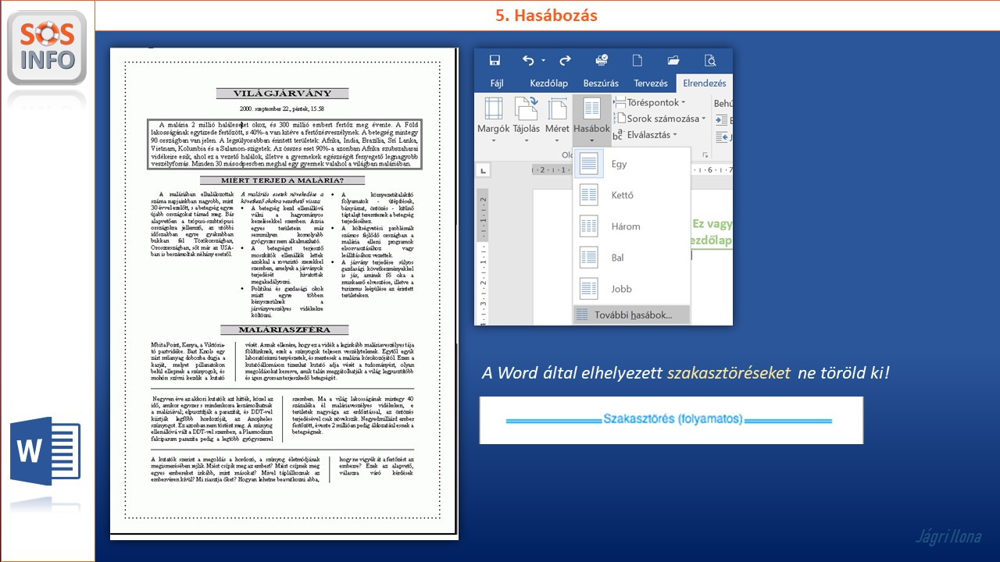 5. Hasábozás
SOS
INFO
VILÁGJÁRVÁNY
2000. szeptember 22., péntek, 15.58
A malária 2 millió halálesetet okoz, és 300 millió embert fertőz meg évente. A Föld
lakosságának egytizede fertőzött, s 40%-a van kitéve a fertőzésveszélynek. A betegség mintegy
90 országban van jelen. A legsúlyosabban érintett területek: Afrika, India, Brazília, Srí Lanka,
Vietnam, Kolumbia és a Salamon-szigetek. Az összes eset 90%-a azonban Afrika szubszaharai
vidékeire esik, ahol ez a vezető halálok, illetve a gyermekek egészségét fenyegető legnagyobb
veszélyforrás. Minden 30 másodpercben meghal egy gyermek valahol a világban maláriában.
MIÉRT TERJED A MALÁRIA?
A maláriában elhalálozottak
száma napjainkban nagyobb, mint
30 évvel ezelőtt, s a betegség egyre
újabb országokat támad meg. Bár
alapvetően a trópusi-szubtrópusi
országokra jellemző, az utóbbi
időszakban egyre gyakrabban
bukkan fel Törökországban,
Oroszországban, sőt már az USA-
ban is beszámoltak néhány esetről.
A maláriás esetek növekedése a
következő okokra vezethető vissza:
• A betegség kezd ellenállóvá
válni a hagyományos
kezelésekkel szemben. Ázsia
egyes területein már
semmilyen komolyabb
gyógyszer nem alkalmazható.
• A betegséget terjesztő
moszkitók ellenállók lettek
azokkal a rovarirtó szerekkel
szemben, amelyek a járványok
terjedését hivatottak
megakadályozni.
• Politikai és gazdasági okok
miatt egyre többen
kényszerülnek a
járványveszélyes vidékekre
költözni.
• A környezetátalakító
folyamatok - útépítések,
bányászat, öntözés - kitűnő
táptalajt teremtenek a betegség
terjedéséhez.
• A költségvetési problémák
számos fejlődő országban a
malária elleni programok
elsorvasztásához vagy
leállításához vezettek.
• A járvány terjedése súlyos
gazdasági következményekkel
is jár, aminek fő oka a
munkaerő elvesztése, illetve a
turizmus leépülése az érintett
területeken.
MALÁRIASZFÉRA
Mbita Point, Kenya, a Viktória-
tó partvidéke. Bart Knols egy
zárt műanyag dobozba dugja a
karját, melyet pillanatokon
belül ellepnek a szúnyogok, és
mohón szívni kezdik a kutató
vérét. Annak ellenére, hogy ez a vidék a leginkább maláriaveszélyes tája
földünknek, ezek a szúnyogok teljesen veszélytelenek. Egytől egyik
laboratóriumi tenyészetek, és mentesek a malária kórokozójától. Ezen a
kutatóállomáson tizenhat kutató adja vérét a tudományért, olyan
megoldásokat keresve, amik talán meggátolhatják a világ legpusztítóbb
és igen gyorsan terjeszkedő betegségét.
Negyven éve az akkori kutatók azt hitték, közel az
idő, amikor egyszer s mindenkorra leszámolhatnak
a maláriával; elpusztítják a parazitát, és DDT-vel
kiirtják legfőbb hordozóját, az Anopheles
szúnyogot. Ez azonban nem történt meg. A szúnyog
ellenállóvá vált a DDT-vel szemben, a Plasmodium
falciparum parazita pedig a legtöbb gyógyszerrel
szemben. Ma a világ lakosságának mintegy 40
százaléka él maláriaveszélyes vidékeken, e
területek nagysága az erdőirtással, az öntözés
terjedésével csak növekszik. Negyedmilliárd ember
fertőzött, évente 2 millióan pedig áldozatául esnek a
betegségnek.
A kutatók szerint a megoldás a hordozó, a szúnyog életmódjának
megismerésében rejlik. Miért csípik meg az embert? Miért csípnek meg
egyes embereket inkább, mint másokat? Mivel táplálkoznak az
embervéren kívül? Mi riasztja őket? Hogyan lehetne beavatkozni abba,
hogy ne vigyék át a fertőzést az
emberre? Ezek az alapvető,
válaszra váró kérdések
Fájl Kezdőlap Beszúrás Tervezés Elrendezés
Margók Tájolás Méret Hasábok
Töréspontok
Sorok számozása
Elválasztás
Behú
Egy
Kettő
Három
Bal
Jobb
További hasábok...
Ez vagy
ezdőlap
A Word által elhelyezett szakasztöréseket ne töröld ki!
Szakasztörés (folyamatos)
W
Jágri Ilona